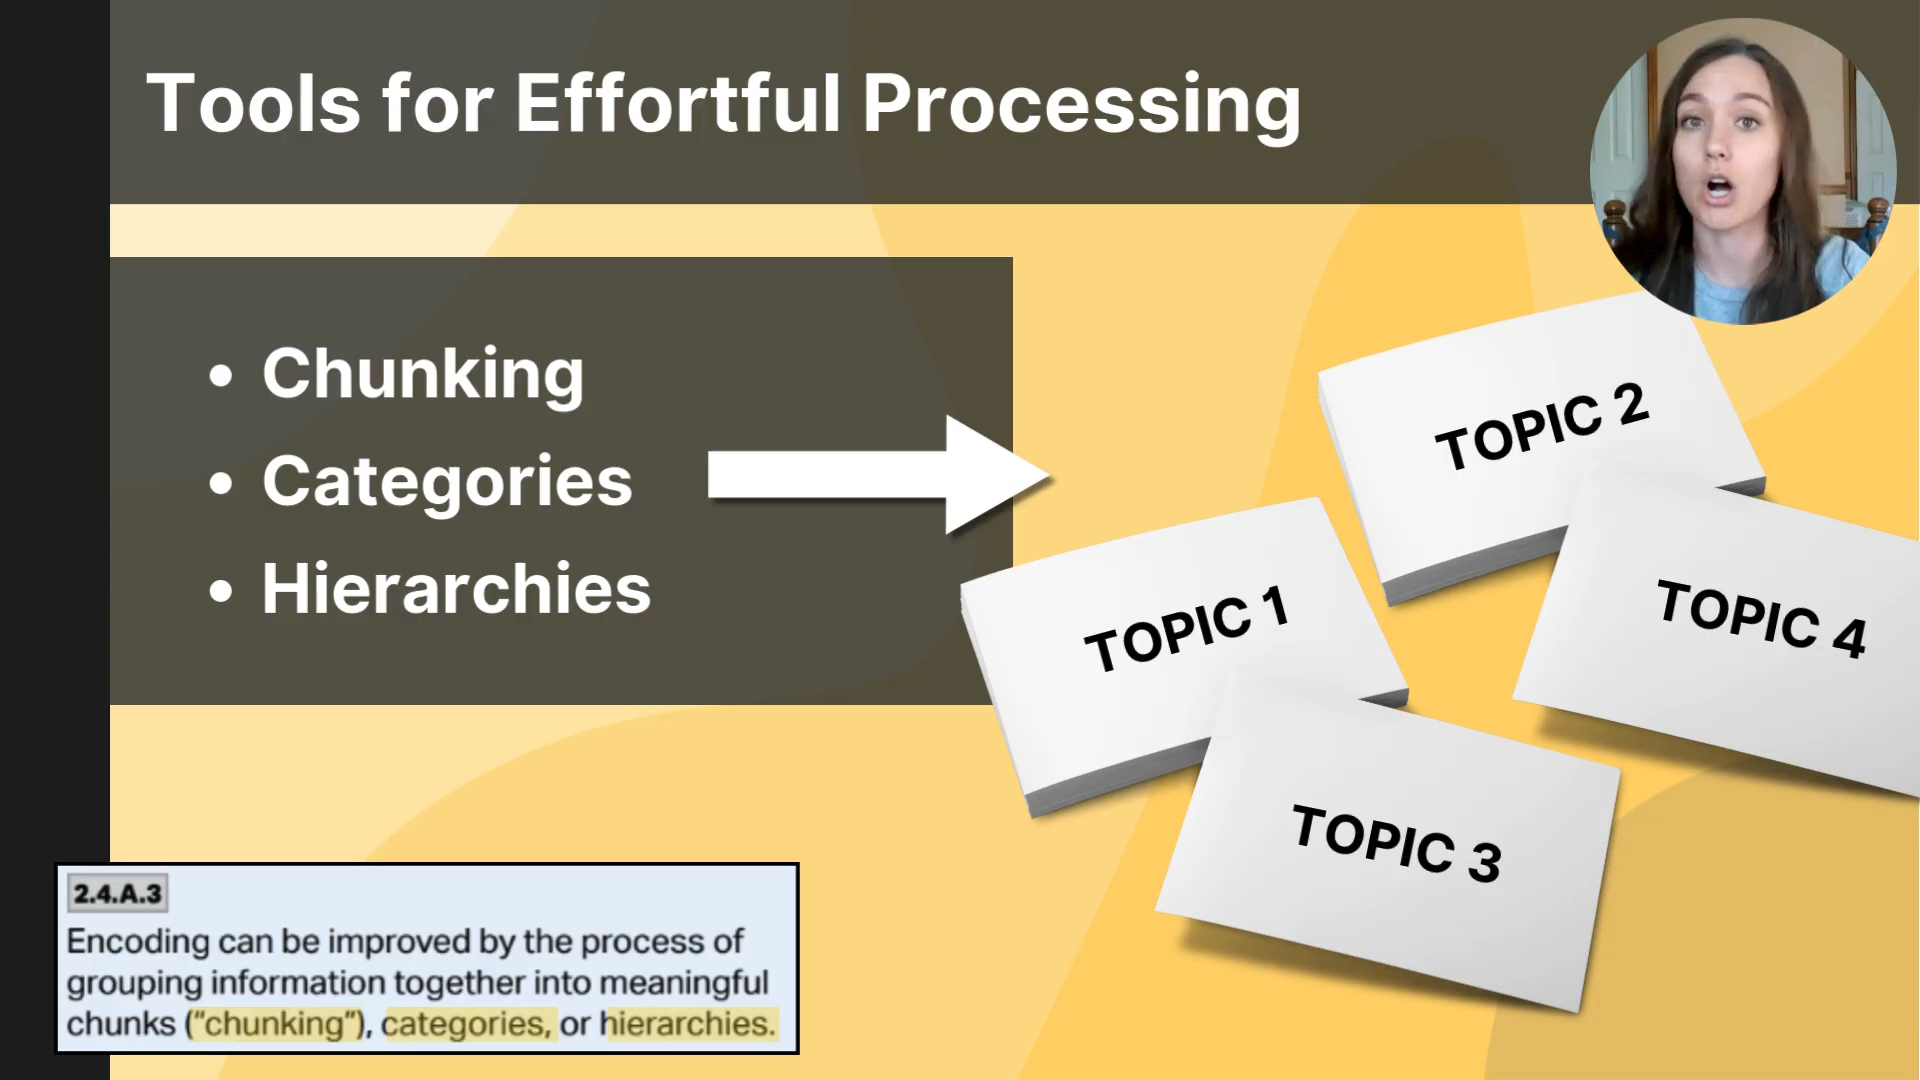 Tools for Effortful Processing
• Chunking
• Categories
• Hierarchies
TOPIC 2
TOPIC 1
TOPIC 4
TOPIC 3
2.4.A.3
Encoding can be improved by the process of
grouping information together into meaningful
chunks (“chunking”), categories, or hierarchies.